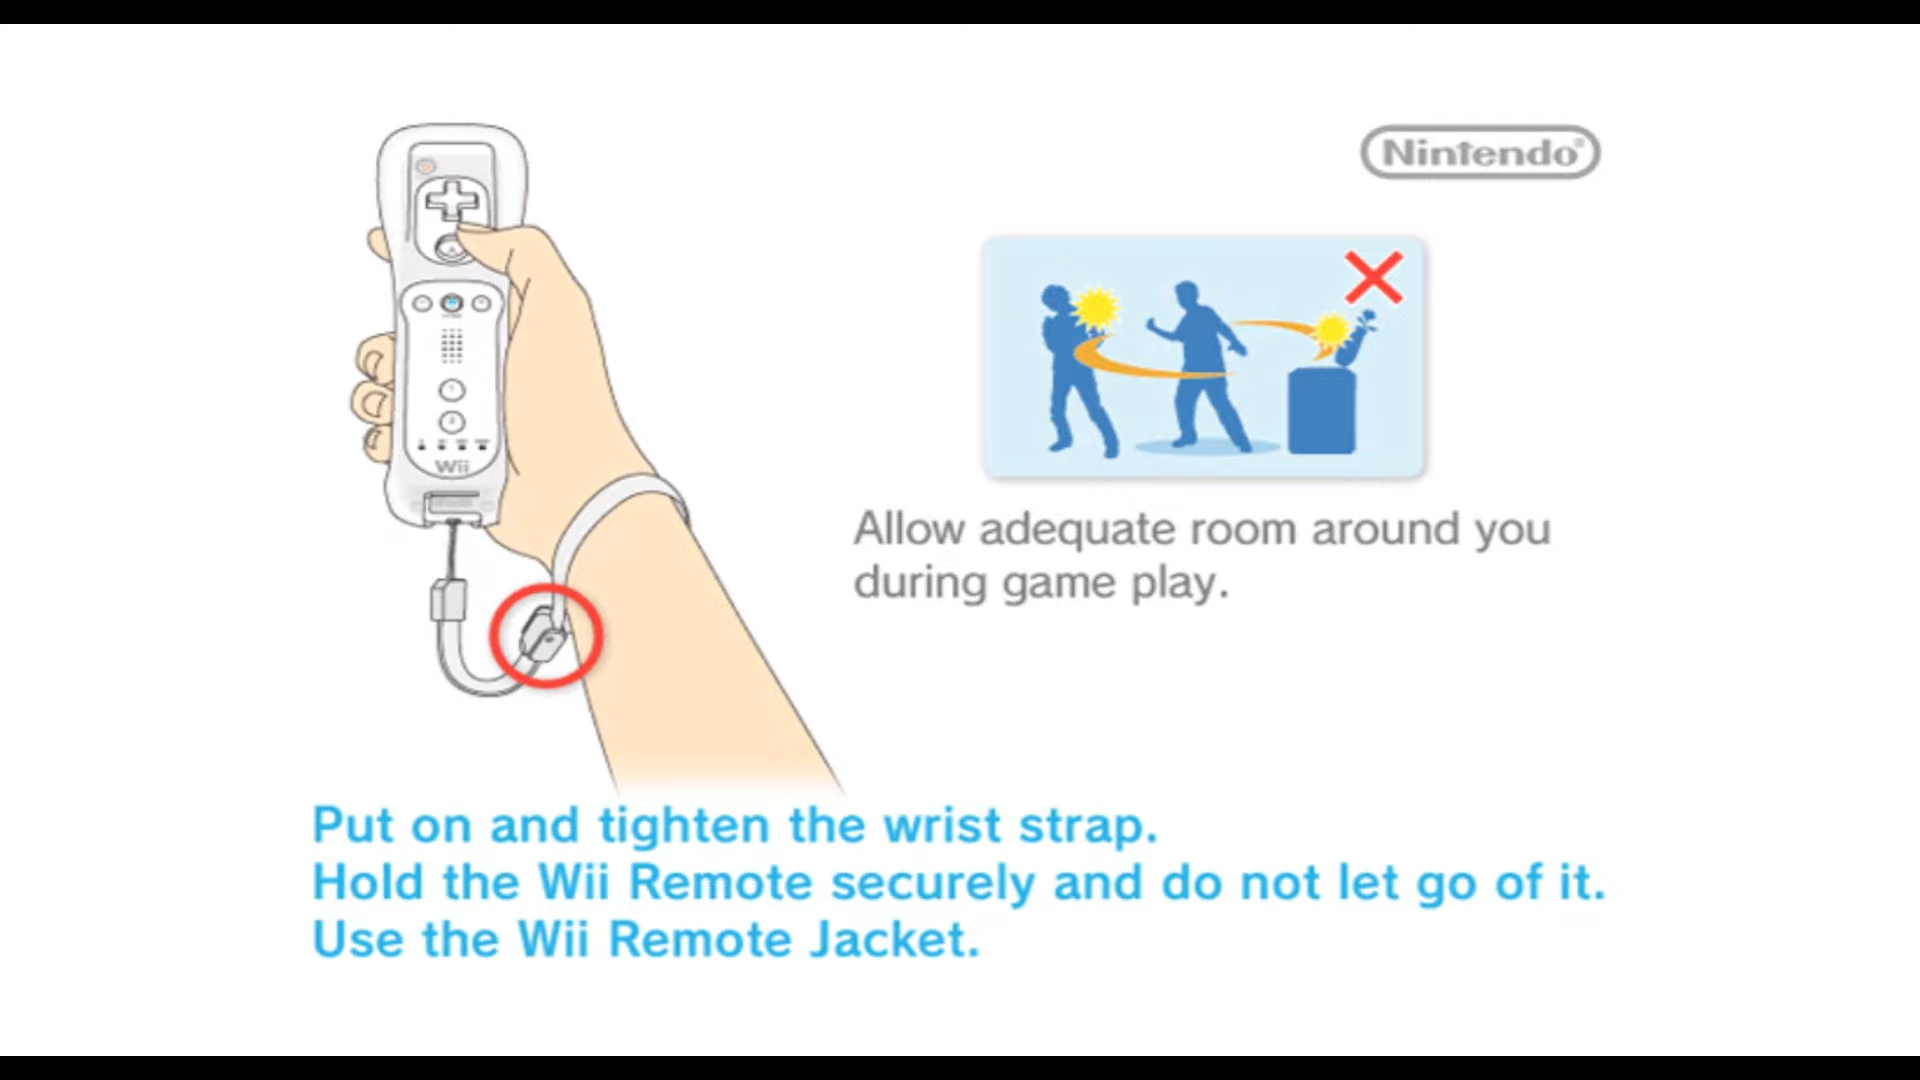 Nintendo®
Wii
Allow adequate room around you
during game play.
Put on and tighten the wrist strap.
Hold the Wii Remote securely and do not let go of it.
Use the Wii Remote Jacket.